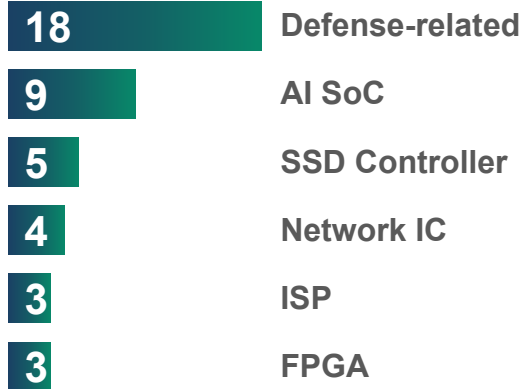 18 Defense-related
9 AI SoC
5 SSD Controller
4 Network IC
3 ISP
3 FPGA